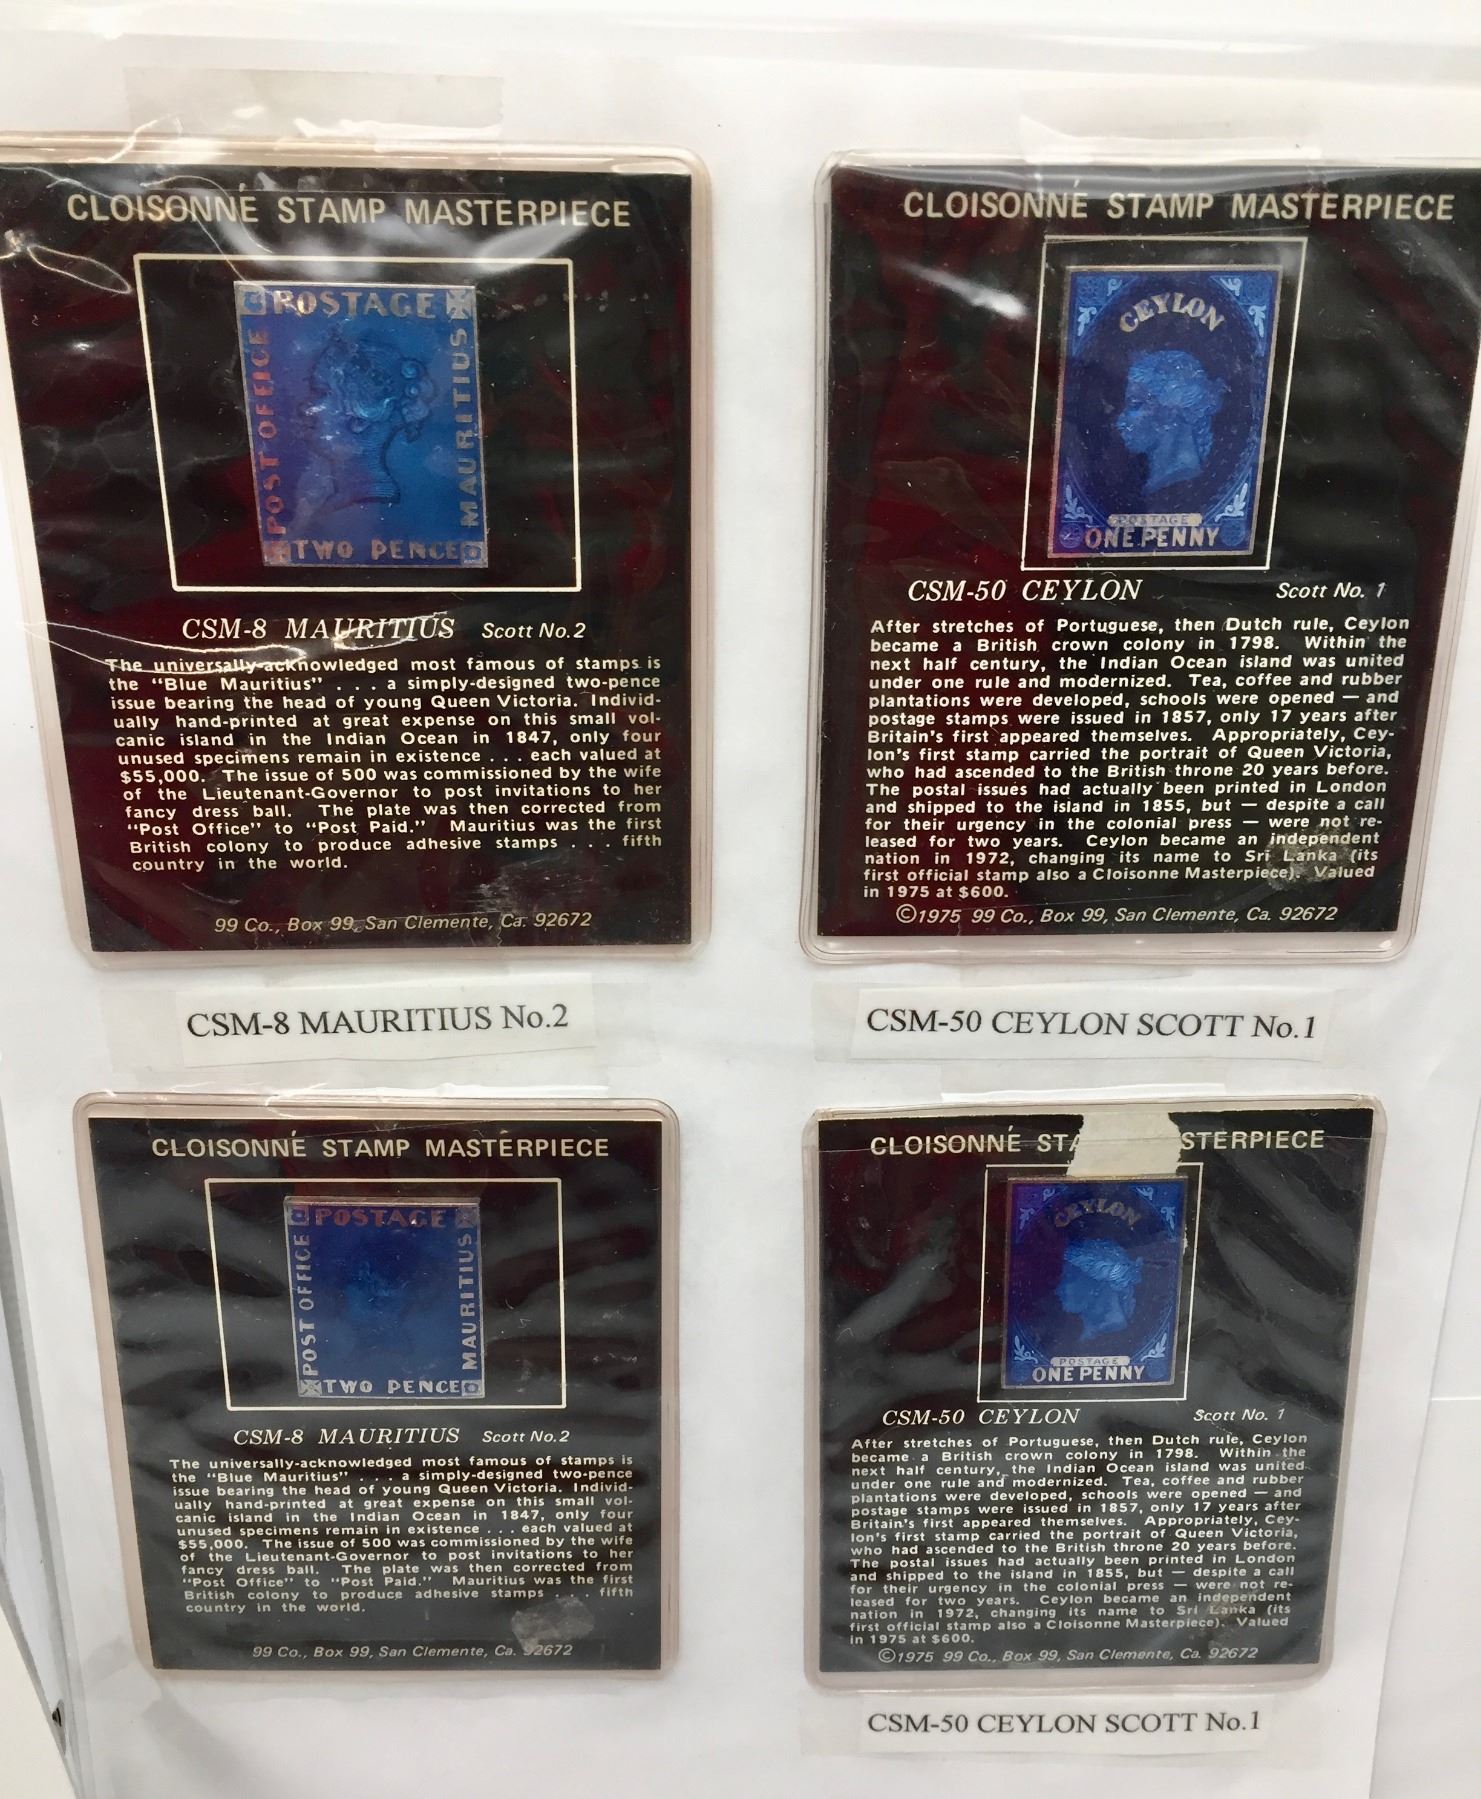 CLOISONNÉ STAMP MASTERPIECE
POSTAGE
POST OFFICE
MAURITIUS
TWO PENCE
CSM-8 MAURITIUS Scott No.2
The universally-acknowledged most famous of stamps is
the "Blue Mauritius" . . . a simply-designed two-pence
issue bearing the head of young Queen Victoria. Individ-
ually hand-printed at great expense on this small vol-
canic island in the Indian Ocean in 1847, only four
unused specimens remain in existence . . . each valued at
$55,000. The issue of 500 was commissioned by the wife
of the Lieutenant-Governor to post invitations to her
fancy dress ball. The plate was then corrected from
"Post Office" to "Post Paid." Mauritius was the first
British colony to produce adhesive stamps . . . fifth
country in the world.
99 Co., Box 99, San Clemente, Ca. 92672
CSM-8 MAURITIUS No.2
CLOISONNÉ STAMP MASTERPIECE
CEYLON
POSTAGE
ONE PENNY
CSM-50 CEYLON Scott No. 1
After stretches of Portuguese, then Dutch rule, Ceylon
became a British crown colony in 1798. Within the
next half century, the Indian Ocean island was united
under one rule and modernized. Tea, coffee and rubber
plantations were developed, schools were opened — and
postage stamps were issued in 1857, only 17 years after
Britain's first appeared themselves. Appropriately, Cey-
lon's first stamp carried the portrait of Queen Victoria,
who had ascended to the British throne 20 years before.
The postal issues had actually been printed in London
and shipped to the island in 1855, but — despite a call
for their urgency in the colonial press — were not re-
leased for two years. Ceylon became an independent
nation in 1972, changing its name to Sri Lanka (its
first official stamp also a Cloisonne Masterpiece). Valued
in 1975 at $600.
©1975 99 Co., Box 99, San Clemente, Ca. 92672
CSM-50 CEYLON SCOTT No.1
CLOISONNÉ STAMP MASTERPIECE
POSTAGE
POST OFFICE
MAURITIUS
TWO PENCE
CSM-8 MAURITIUS Scott No.2
The universally-acknowledged most famous of stamps is
the "Blue Mauritius" . . . a simply-designed two-pence
issue bearing the head of young Queen Victoria. Individ-
ually hand-printed at great expense on this small vol-
canic island in the Indian Ocean in 1847, only four
unused specimens remain in existence . . . each valued at
$55,000. The issue of 500 was commissioned by the wife
of the Lieutenant-Governor to post invitations to her
fancy dress ball. The plate was then corrected from
"Post Office" to "Post Paid." Mauritius was the first
British colony to produce adhesive stamps . . . fifth
country in the world.
99 Co., Box 99, San Clemente, Ca. 92672
CLOISONNÉ STA STERPIECE
CEYLON
POSTAGE
ONE PENNY
CSM-50 CEYLON Scott No. 1
After stretches of Portuguese, then Dutch rule, Ceylon
became a British crown colony in 1798. Within the
next half century, the Indian Ocean island was united
under one rule and modernized. Tea, coffee and rubber
plantations were developed, schools were opened — and
postage stamps were issued in 1857, only 17 years after
Britain's first appeared themselves. Appropriately, Cey-
lon's first stamp carried the portrait of Queen Victoria,
who had ascended to the British throne 20 years before.
The postal issues had actually been printed in London
and shipped to the island in 1855, but — despite a call
for their urgency in the colonial press — were not re-
leased for two years. Ceylon became an independent
nation in 1972, changing its name to Sri Lanka (its
first official stamp also a Cloisonne Masterpiece). Valued
in 1975 at $600.
©1975 99 Co., Box 99, San Clemente, Ca. 92672
CSM-50 CEYLON SCOTT No.1